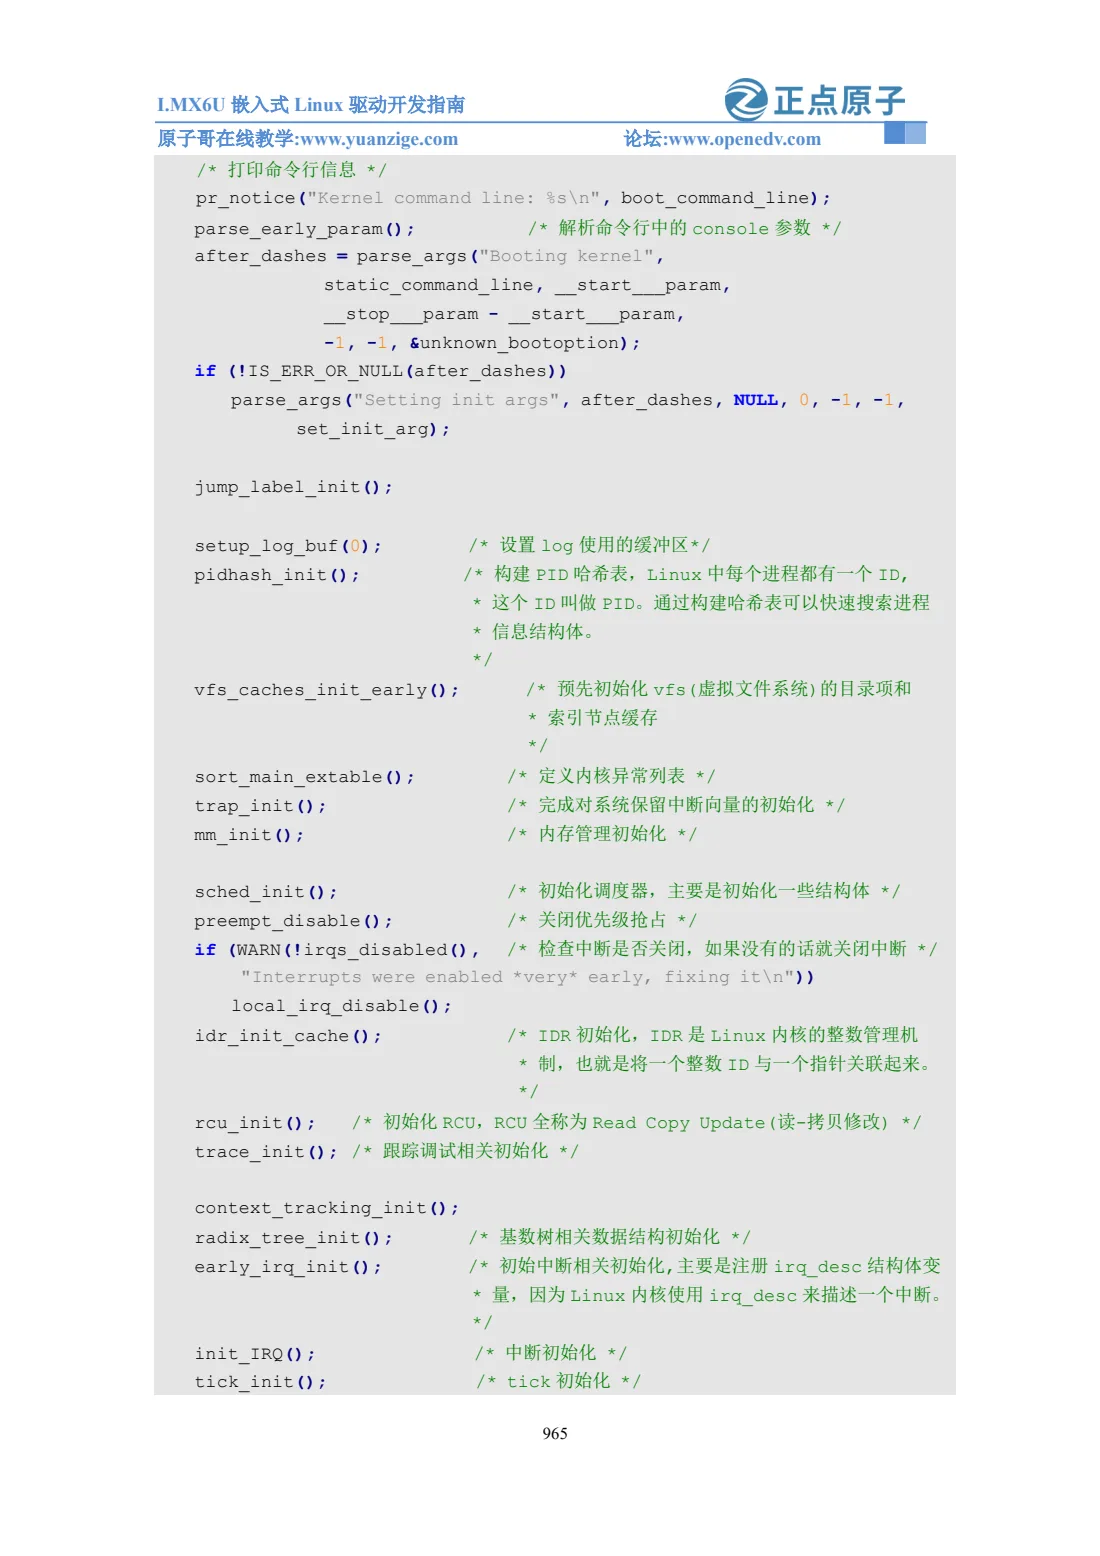 I.MX6U 嵌入式 Linux 驱动开发指南
正点原子
原子哥在线教学:www.yuanzige.com 论坛:www.openedv.com
/* 打印命令行信息 */
pr_notice("Kernel command line: %s\n", boot_command_line);
parse_early_param(); /* 解析命令行中的 console 参数 */
after_dashes = parse_args("Booting kernel",
static_command_line, __start___param,
__stop___param - __start___param,
-1, -1, &unknown_bootoption);
if (!IS_ERR_OR_NULL(after_dashes))
parse_args("Setting init args", after_dashes, NULL, 0, -1, -1,
set_init_arg);
jump_label_init();
setup_log_buf(0); /* 设置 log 使用的缓冲区*/
pidhash_init(); /* 构建 PID 哈希表，Linux 中每个进程都有一个 ID,
* 这个 ID 叫做 PID。通过构建哈希表可以快速搜索进程
* 信息结构体。
*/
vfs_caches_init_early(); /* 预先初始化 vfs(虚拟文件系统)的目录项和
* 索引节点缓存
*/
sort_main_extable(); /* 定义内核异常列表 */
trap_init(); /* 完成对系统保留中断向量的初始化 */
mm_init(); /* 内存管理初始化 */
sched_init(); /* 初始化调度器，主要是初始化一些结构体 */
preempt_disable(); /* 关闭优先级抢占 */
if (WARN(!irqs_disabled(), /* 检查中断是否关闭，如果没有的话就关闭中断 */
"Interrupts were enabled *very* early, fixing it\n"))
local_irq_disable();
idr_init_cache(); /* IDR 初始化，IDR 是 Linux 内核的整数管理机
* 制，也就是将一个整数 ID 与一个指针关联起来。
*/
rcu_init(); /* 初始化 RCU，RCU 全称为 Read Copy Update(读-拷贝修改) */
trace_init(); /* 跟踪调试相关初始化 */
context_tracking_init();
radix_tree_init(); /* 基数树相关数据结构初始化 */
early_irq_init(); /* 初始中断相关初始化,主要是注册 irq_desc 结构体变
* 量，因为 Linux 内核使用 irq_desc 来描述一个中断。
*/
init_IRQ(); /* 中断初始化 */
tick_init(); /* tick 初始化 */
965